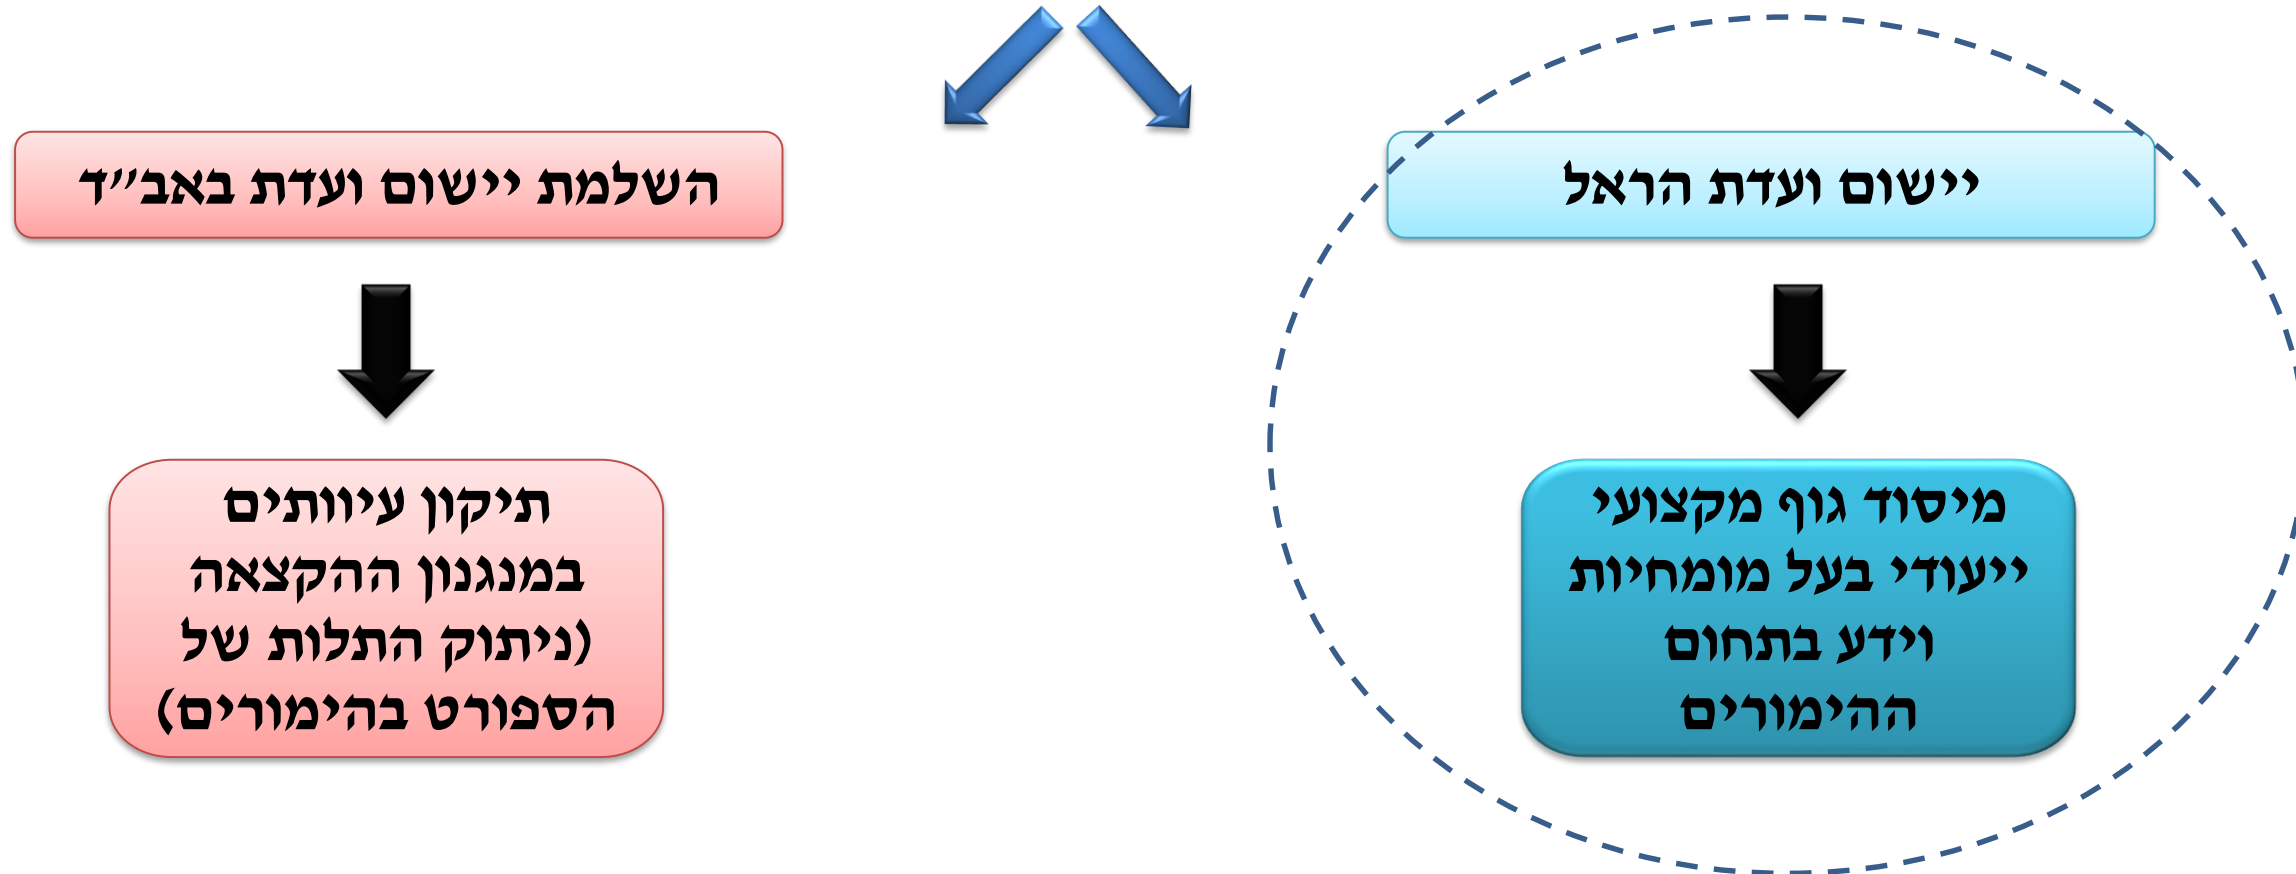 יישום ועדת הראל
מיסוד גוף מקצועי
ייעודי בעל מומחיות
וידע בתחום
ההימורים
השלמת יישום ועדת באב״ד
תיקון עיוותים
במנגנון ההקצאה
(ניתוק התלות של
הספורט בהימורים)